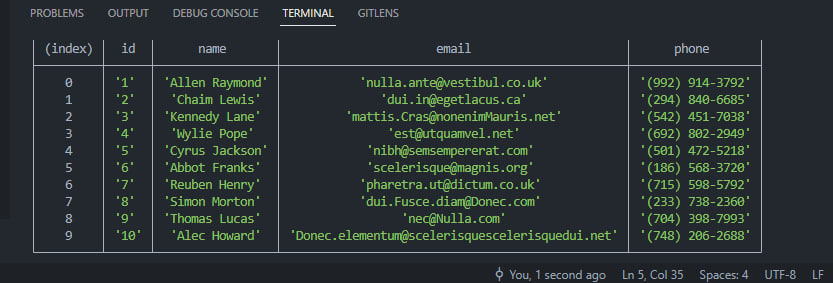 PROBLEMS OUTPUT DEBUG CONSOLE TERMINAL GITLENS
(index) id name email phone
0 '1' 'Allen Raymond' 'nulla.ante@vestibul.co.uk' '(992) 914-3792'
1 '2' 'Chaim Lewis' 'dui.in@egetlacus.ca' '(294) 840-6685'
2 '3' 'Kennedy Lane' 'mattis.Cras@nonenimMauris.net' '(542) 451-7038'
3 '4' 'Wylie Pope' 'est@utquamvel.net' '(692) 802-2949'
4 '5' 'Cyrus Jackson' 'nibh@semsempererat.com' '(501) 472-5218'
5 '6' 'Abbot Franks' 'scelerisque@magnis.org' '(186) 568-3720'
6 '7' 'Reuben Henry' 'pharetra.ut@dictum.co.uk' '(715) 598-5792'
7 '8' 'Simon Morton' 'dui.Fusce.diam@Donec.com' '(233) 738-2360'
8 '9' 'Thomas Lucas' 'nec@Nulla.com' '(704) 398-7993'
9 '10' 'Alec Howard' 'Donec.elementum@scelerisquescelerisquedui.net' '(748) 206-2688'
You, 1 second ago Ln 5, Col 35 Spaces: 4 UTF-8 LF